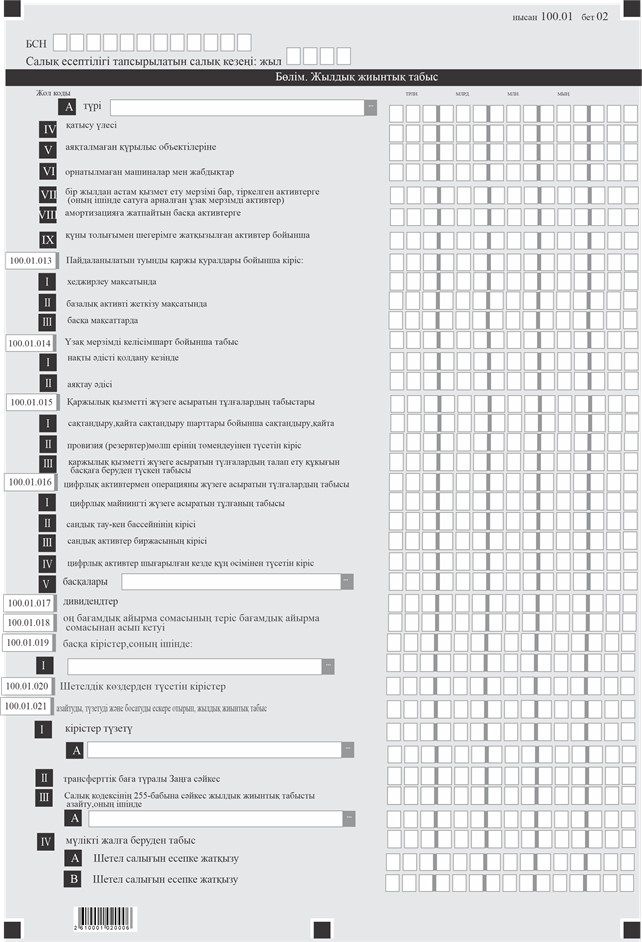 нысан 100.01 бет 02
БСН
Салық есептілігі тапсырылатын салық кезеңі: жыл
Бөлім. Жылдық жиынтық табыс
Жол коды
трлн млрд млн мың
A түрі
IV қатысу үлесі
V аяқталмаған құрылыс объектілеріне
VI орнатылмаған машиналар мен жабдықтар
VII бір жылдан астам қызмет ету мерзімі бар, тіркелген активтерге
(оның ішінде сатуға арналған ұзақ мерзімді активтер)
VIII амортизацияға жатпайтын басқа активтерге
IX құны толығымен шегерімге жатқызылған активтер бойынша
100.01.013 Пайдаланылатын туынды қаржы құралдары бойынша кіріс:
I хеджирлеу мақсатында
II базалық активті жеткізу мақсатында
III басқа мақсаттарда
100.01.014 Ұзақ мерзімді келісімшарт бойынша табыс
I нақты әдісті қолдану кезінде
II аяқтау әдісі
100.01.015 Қаржылық қызметті жүзеге асыратын тұлғалардың табыстары
I сақтандыру,қайта сақтандыру шарттары бойынша сақтандыру,қайта
II провизия (резервтер)молш ерінің төмендеуінен түсетін кіріс
III қаржылық қызметті жүзеге асыратын тұлғалардың талап ету құқығын
басқаға беруден түскен табысы
100.01.016 цифрлық активтермен операцияны жүзеге асыратын тұлғалардың табысы
I цифрлық майнингті жүзеге асыратын тұлғаның табысы
II сандық тау-кен бассейнінің кірісі
III сандық активтер биржасының кірісі
IV цифрлық активтер шығарылған кезде құн өсімінен түсетін кіріс
V басқалары
100.01.017 дивидендтер
100.01.018 оң бағамдық айырма сомасының теріс бағамдық айырма
сомасынан асып кетуі
100.01.019 басқа кірістер,соның ішінде:
I
100.01.020 Шетелдік көздерден түсетін кірістер
100.01.021 азайтуды, түзетуді және босатуды ескере отырып, жылдық жиынтық табыс
I кірістер түзету
A
II трансферттік баға туралы Заңға сәйкес
III Салық кодексінің 255-бабына сәйкес жылдық жиынтық табысты
азайту,оның ішінде
A
IV мүлікті жалға беруден табыс
A Шетел салығын есепке жатқызу
B Шетел салығын есепке жатқызу
2610001020006